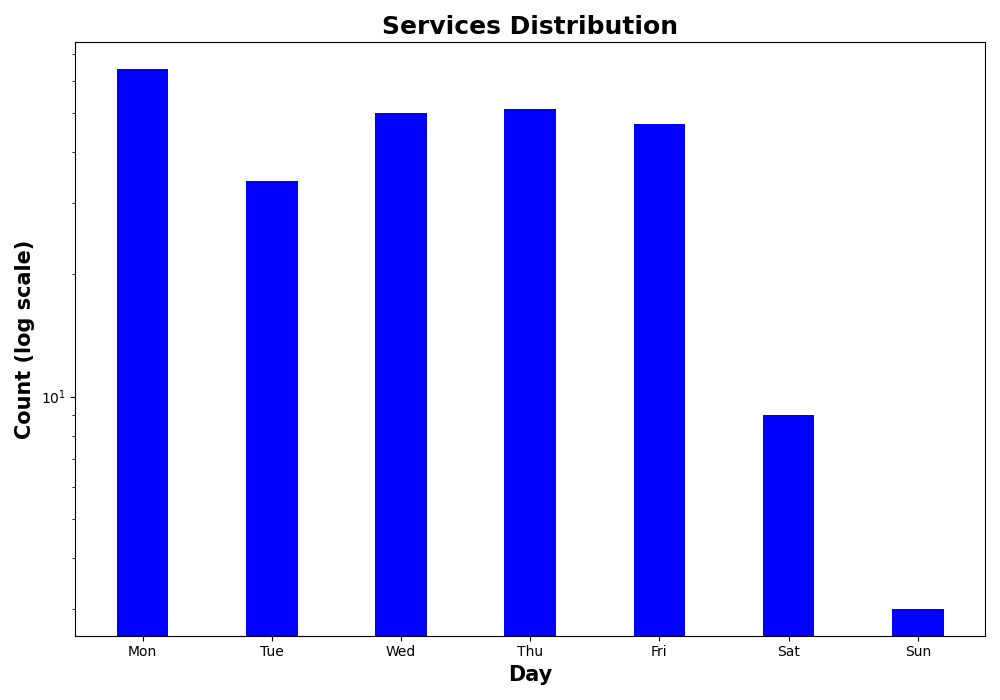 Services Distribution
Count (log scale)
10¹
Mon Tue Wed Thu Fri Sat Sun
Day